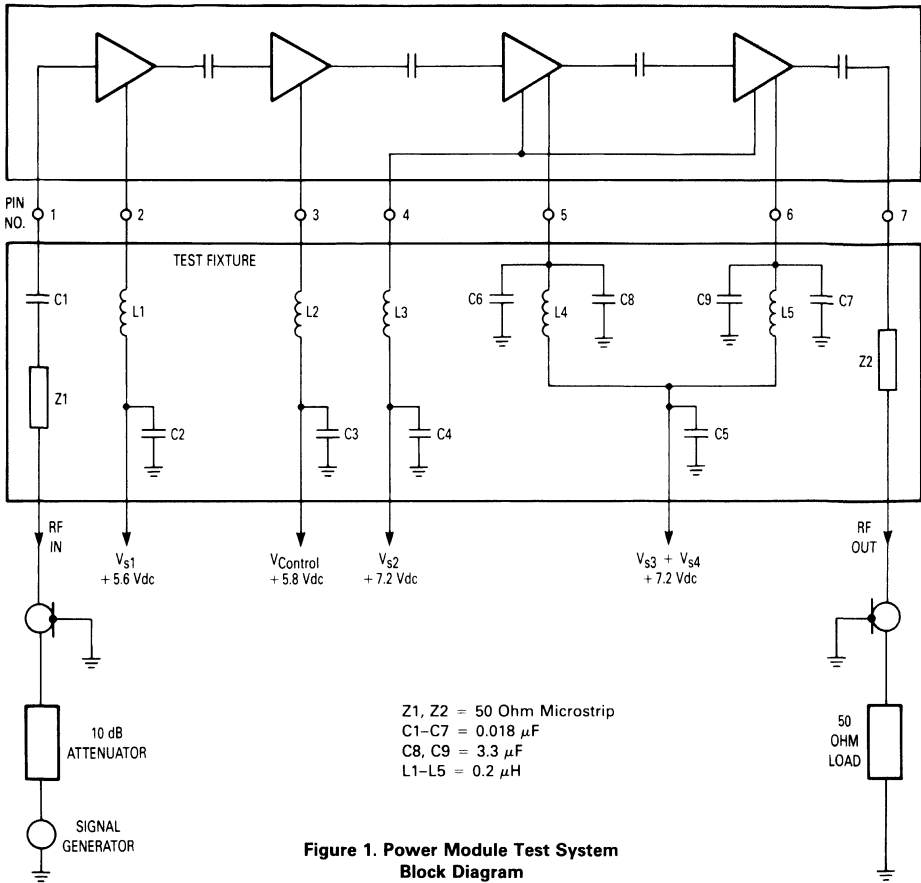 PIN
NO.
1
2
3
4
5
6
7
TEST FIXTURE
C1
L1
L2
L3
C6
L4
C8
C9
L5
C7
Z1
Z2
C2
C3
C4
C5
RF
IN
V_s1
+ 5.6 Vdc
V_Control
+ 5.8 Vdc
V_s2
+ 7.2 Vdc
V_s3 + V_s4
+ 7.2 Vdc
RF
OUT
10 dB
ATTENUATOR
SIGNAL
GENERATOR
Z1, Z2 = 50 Ohm Microstrip
C1–C7 = 0.018 μF
C8, C9 = 3.3 μF
L1–L5 = 0.2 μH
50
OHM
LOAD
Figure 1. Power Module Test System
Block Diagram